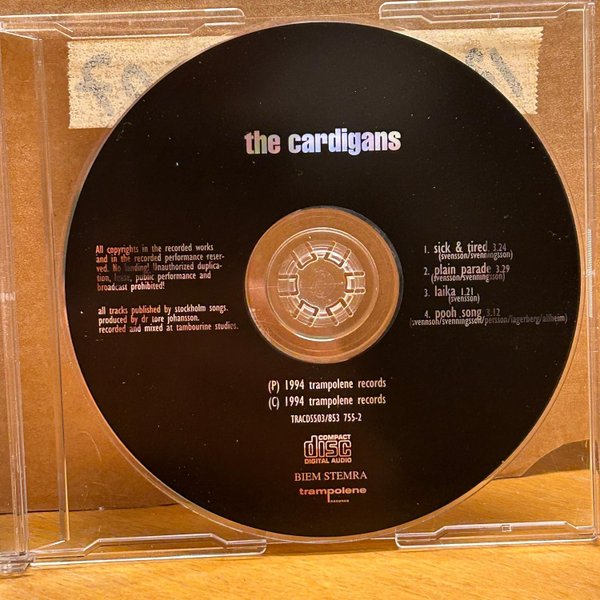 the cardigans
All copyrights in the recorded works
and in the recorded performance reser-
ved. No lending! Unauthorized duplica-
tion, lease, public performance and
broadcast prohibited!
all tracks published by stockholm songs.
produced by dr tore johansson.
recorded and mixed at tambourine studios.
1. sick & tired 3.24
(svensson/svenningsson)
2. plain parade 3.29
(svensson/svenningsson)
3. laika 1.21
(svensson)
4. pooh song 3.12
(svennson/svenningsson/persson/lagerberg/allheim)
(P) 1994 trampolene records
(C) 1994 trampolene records
TRACD5503/853 755-2
COMPACT
disc
DIGITAL AUDIO
BIEM STEMRA
trampolene
RECORDS